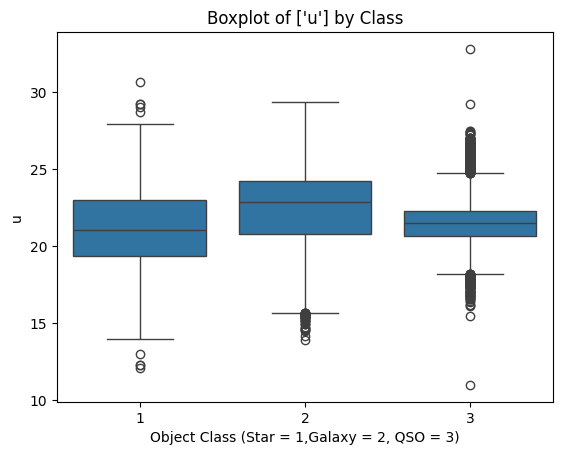 Boxplot of ['u'] by Class
u
30
25
20
15
10
1 2 3
Object Class (Star = 1,Galaxy = 2, QSO = 3)